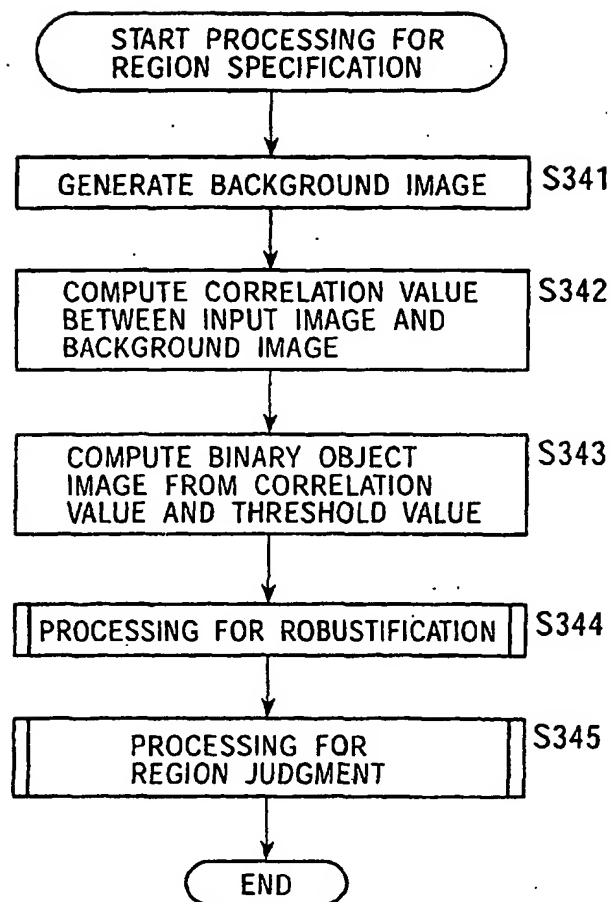 START PROCESSING FOR
REGION SPECIFICATION
GENERATE BACKGROUND IMAGE
S341
COMPUTE CORRELATION VALUE
BETWEEN INPUT IMAGE AND
BACKGROUND IMAGE
S342
COMPUTE BINARY OBJECT
IMAGE FROM CORRELATION
VALUE AND THRESHOLD VALUE
S343
PROCESSING FOR ROBUSTIFICATION
S344
PROCESSING FOR
REGION JUDGMENT
S345
END